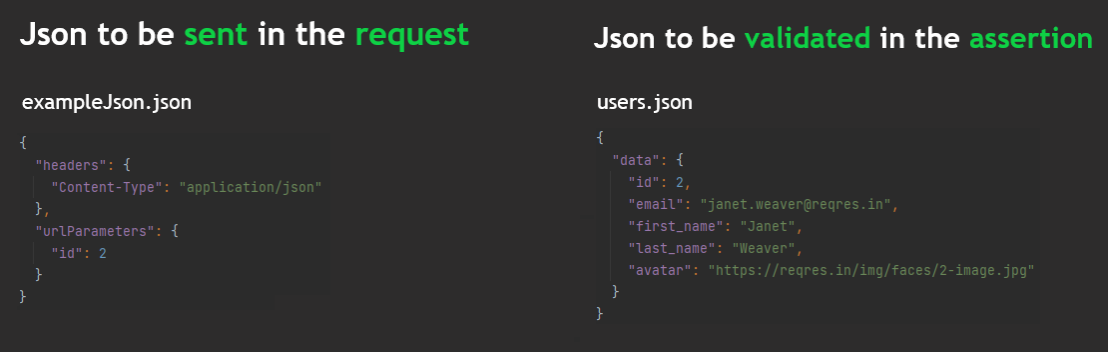 Json to be sent in the request
exampleJson.json
{
  "headers": {
    "Content-Type": "application/json"
  },
  "urlParameters": {
    "id": 2
  }
}
Json to be validated in the assertion
users.json
{
  "data": {
    "id": 2,
    "email": "janet.weaver@reqres.in",
    "first_name": "Janet",
    "last_name": "Weaver",
    "avatar": "https://reqres.in/img/faces/2-image.jpg"
  }
}